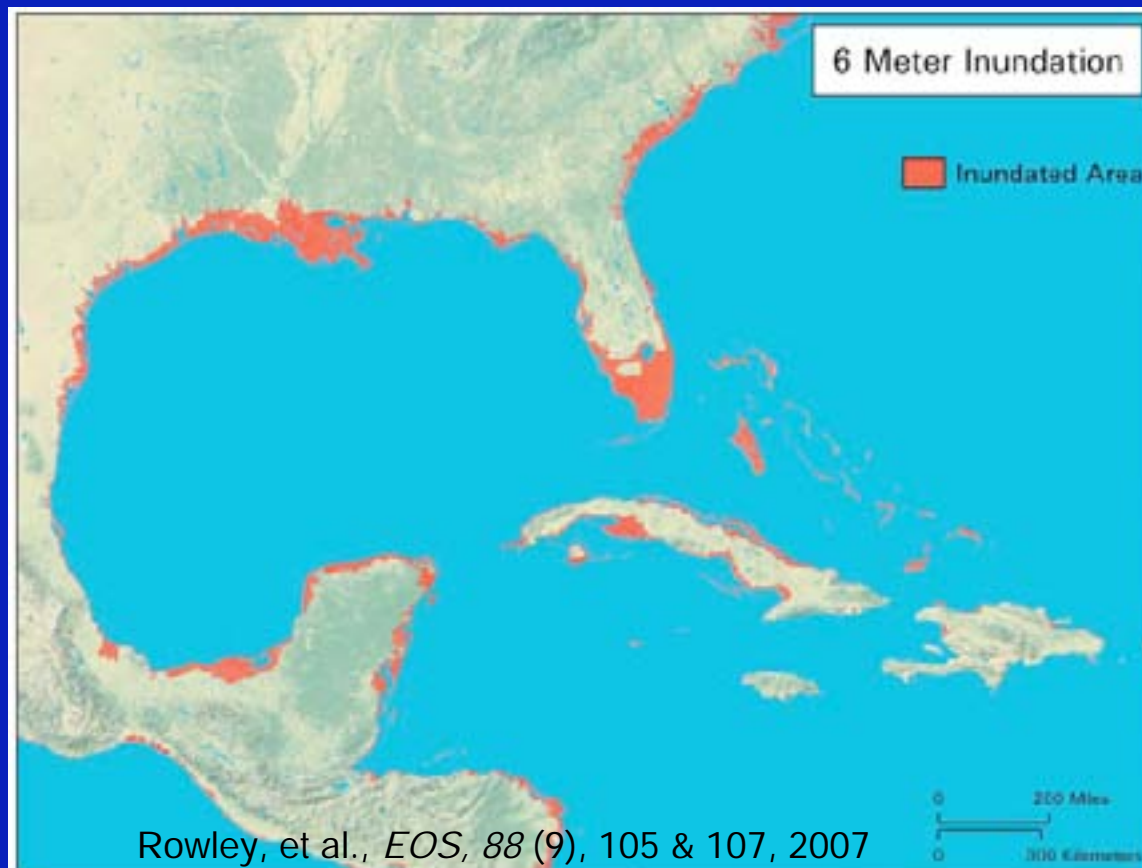 6 Meter Inundation
Inundated Area
0 200 Miles
0 300 Kilometers
Rowley, et al., EOS, 88 (9), 105 & 107, 2007